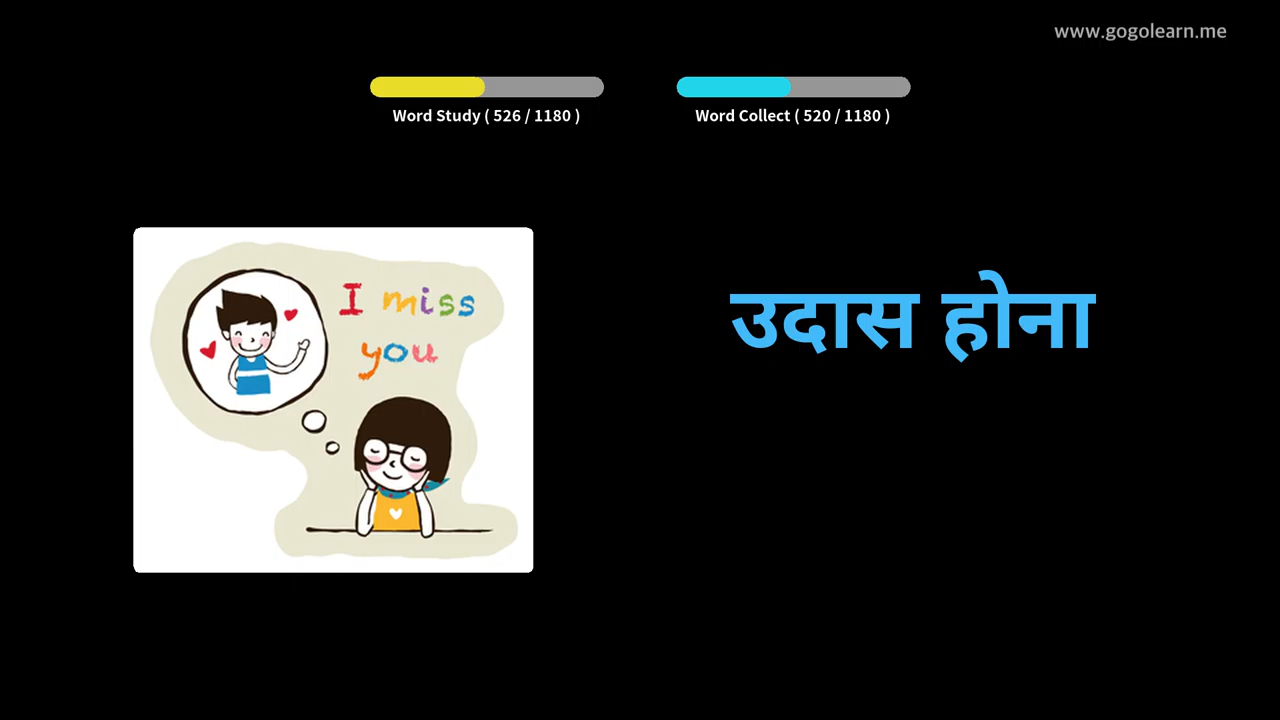 www.gogolearn.me
Word Study ( 526 / 1180 )
Word Collect ( 520 / 1180 )
I miss
you
उदास होना